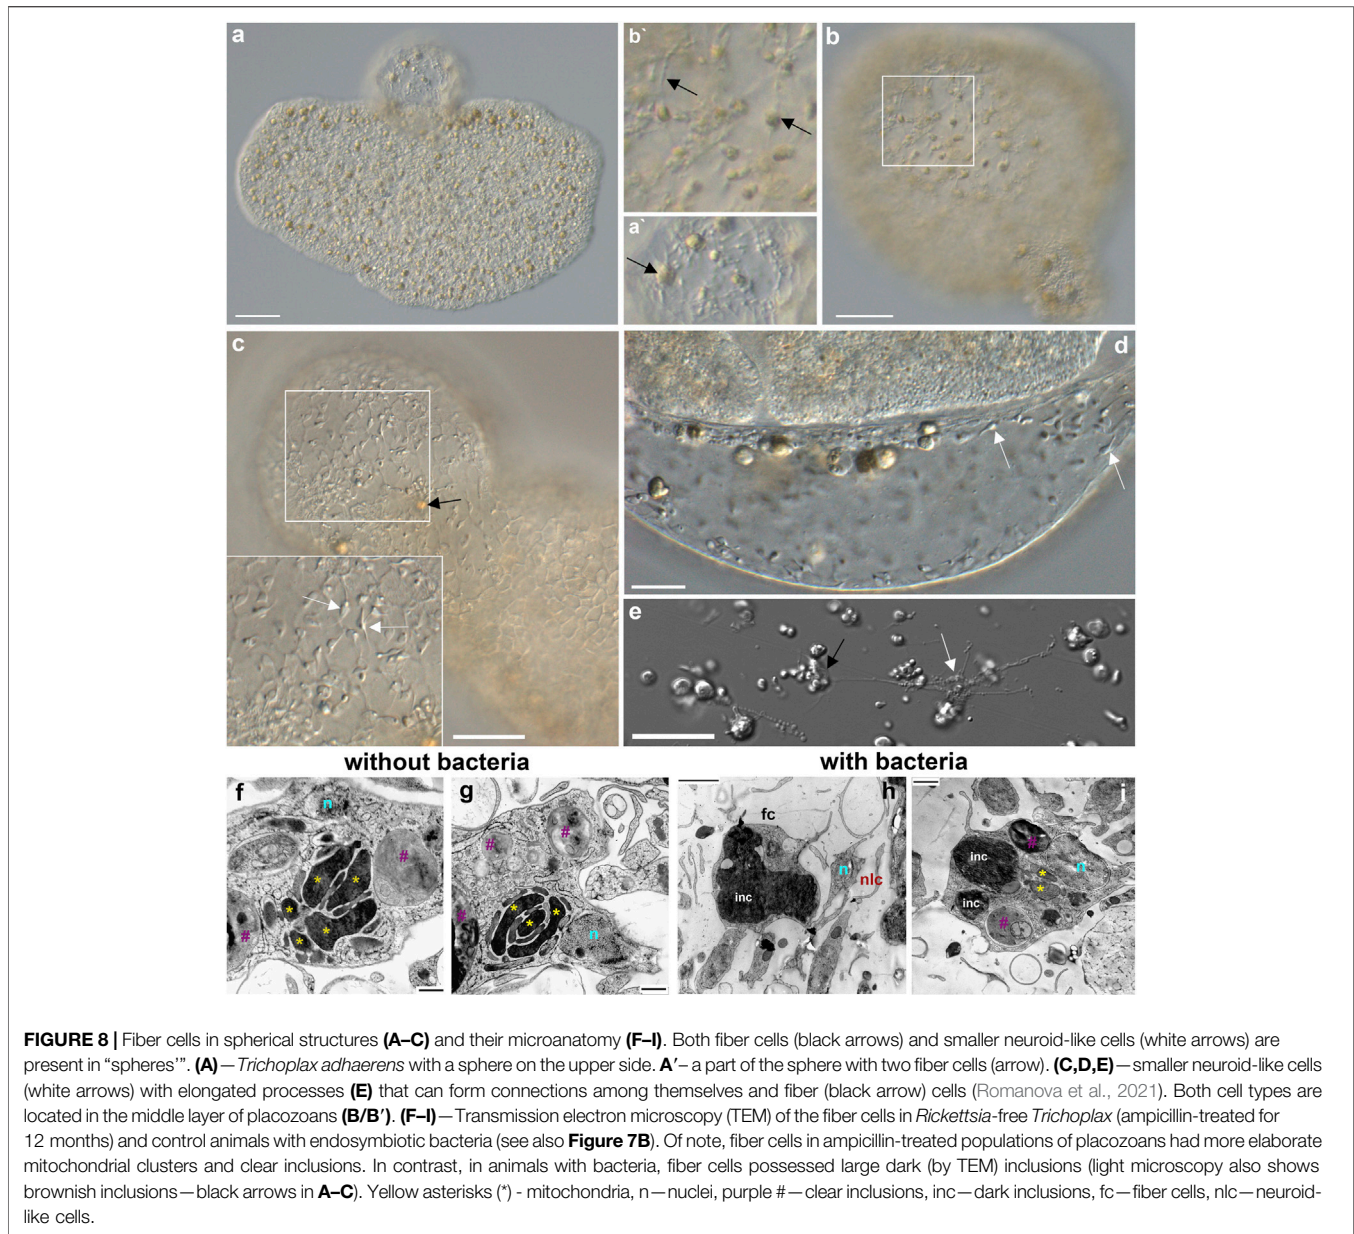 a
b`
b
a`
c
d
e
without bacteria
with bacteria
f
n
#
#
*
*
*
*
*
g
#
#
#
*
*
*
*
n
h
fc
n
nlc
inc
i
#
inc
n
*
*
inc
#
FIGURE 8 | Fiber cells in spherical structures (A–C) and their microanatomy (F–I). Both fiber cells (black arrows) and smaller neuroid-like cells (white arrows) are
present in “spheres’”. (A)—Trichoplax adhaerens with a sphere on the upper side. A′– a part of the sphere with two fiber cells (arrow). (C,D,E)—smaller neuroid-like cells
(white arrows) with elongated processes (E) that can form connections among themselves and fiber (black arrow) cells (Romanova et al., 2021). Both cell types are
located in the middle layer of placozoans (B/B′). (F–I)—Transmission electron microscopy (TEM) of the fiber cells in Rickettsia-free Trichoplax (ampicillin-treated for
12 months) and control animals with endosymbiotic bacteria (see also Figure 7B). Of note, fiber cells in ampicillin-treated populations of placozoans had more elaborate
mitochondrial clusters and clear inclusions. In contrast, in animals with bacteria, fiber cells possessed large dark (by TEM) inclusions (light microscopy also shows
brownish inclusions—black arrows in A–C). Yellow asterisks (*) - mitochondria, n—nuclei, purple #—clear inclusions, inc—dark inclusions, fc—fiber cells, nlc—neuroid-
like cells.